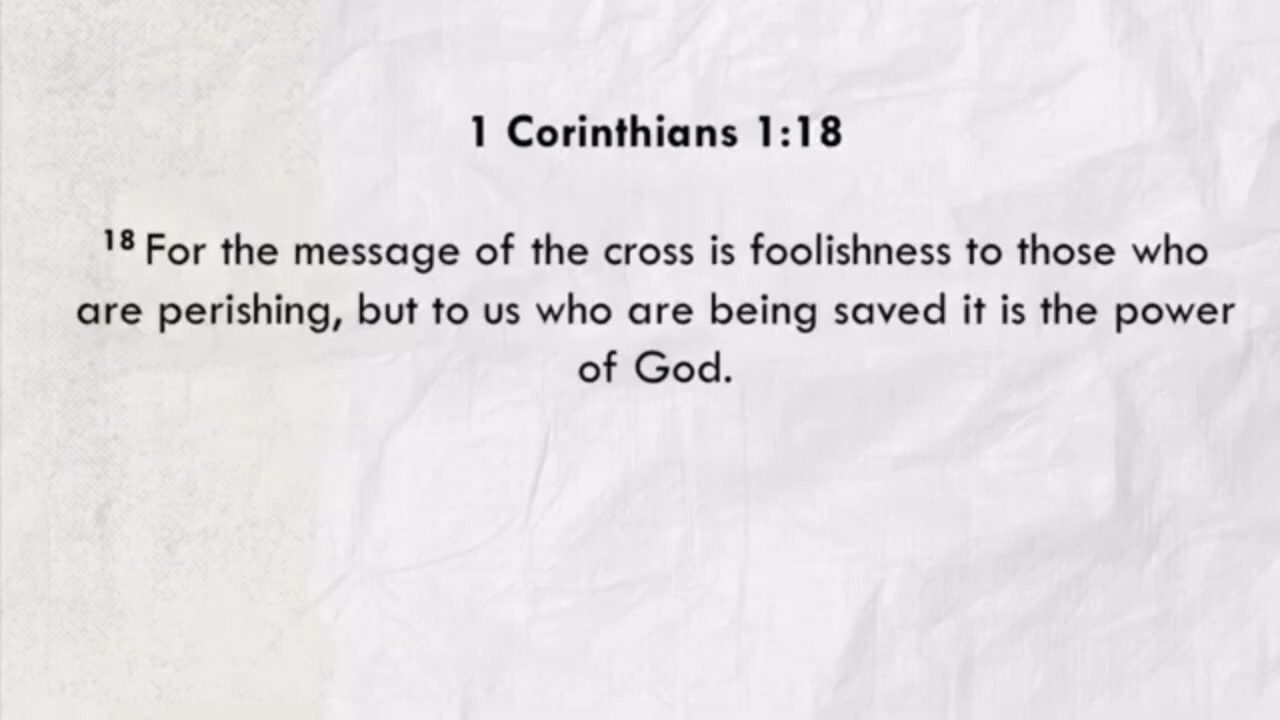 1 Corinthians 1:18
18 For the message of the cross is foolishness to those who
are perishing, but to us who are being saved it is the power
of God.